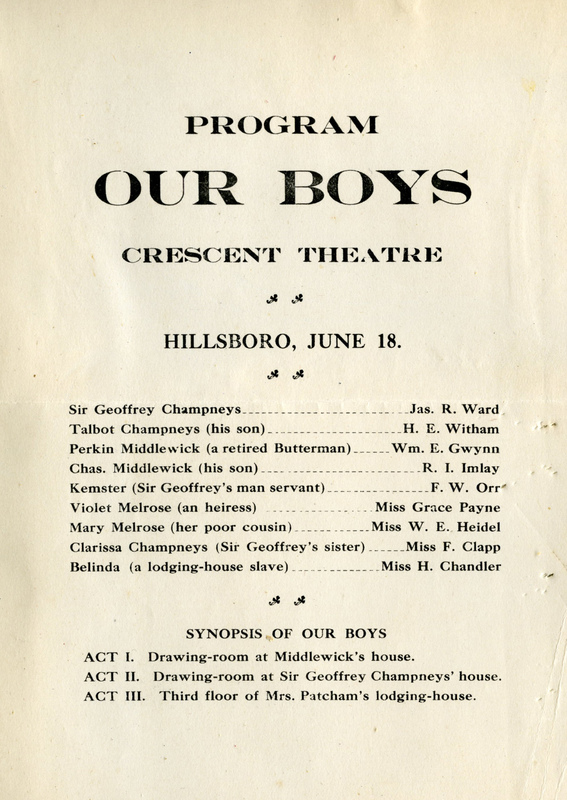 PROGRAM
OUR BOYS
CRESCENT THEATRE
HILLSBORO, JUNE 18.
Sir Geoffrey Champneys Jas. R. Ward
Talbot Champneys (his son) H. E. Witham
Perkin Middlewick (a retired Butterman) Wm. E. Gwynn
Chas. Middlewick (his son) R. I. Imlay
Kemster (Sir Geoffrey's man servant) F. W. Orr
Violet Melrose (an heiress) Miss Grace Payne
Mary Melrose (her poor cousin) Miss W. E. Heidel
Clarissa Champneys (Sir Geoffrey's sister) Miss F. Clapp
Belinda (a lodging-house slave) Miss H. Chandler
SYNOPSIS OF OUR BOYS
ACT I. Drawing-room at Middlewick's house.
ACT II. Drawing-room at Sir Geoffrey Champneys' house.
ACT III. Third floor of Mrs. Patcham's lodging-house.